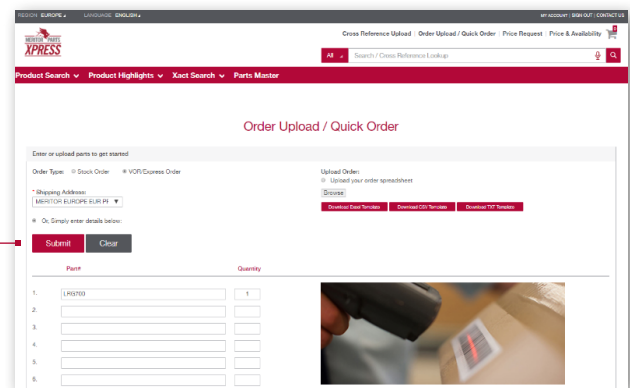 REGION EUROPE LANGUAGE ENGLISH MY ACCOUNT | SIGN OUT | CONTACT US
MERITOR PARTS
XPRESS
Cross Reference Upload | Order Upload / Quick Order | Price Request | Price & Availability
All Search / Cross Reference Lookup
Product Search Product Highlights Xact Search Parts Master
Order Upload / Quick Order
Enter or upload parts to get started
Order Type: Stock Order VOR/Express Order
* Shipping Address:
MERITOR EUROPE EUR PF
Or, Simply enter details below:
Upload Order:
Upload your order spreadsheet
Browse
Download Excel Template Download CSV Template Download TXT Template
Submit Clear
Part# Quantity
1. LRG700 1
2.
3.
4.
5.
6.